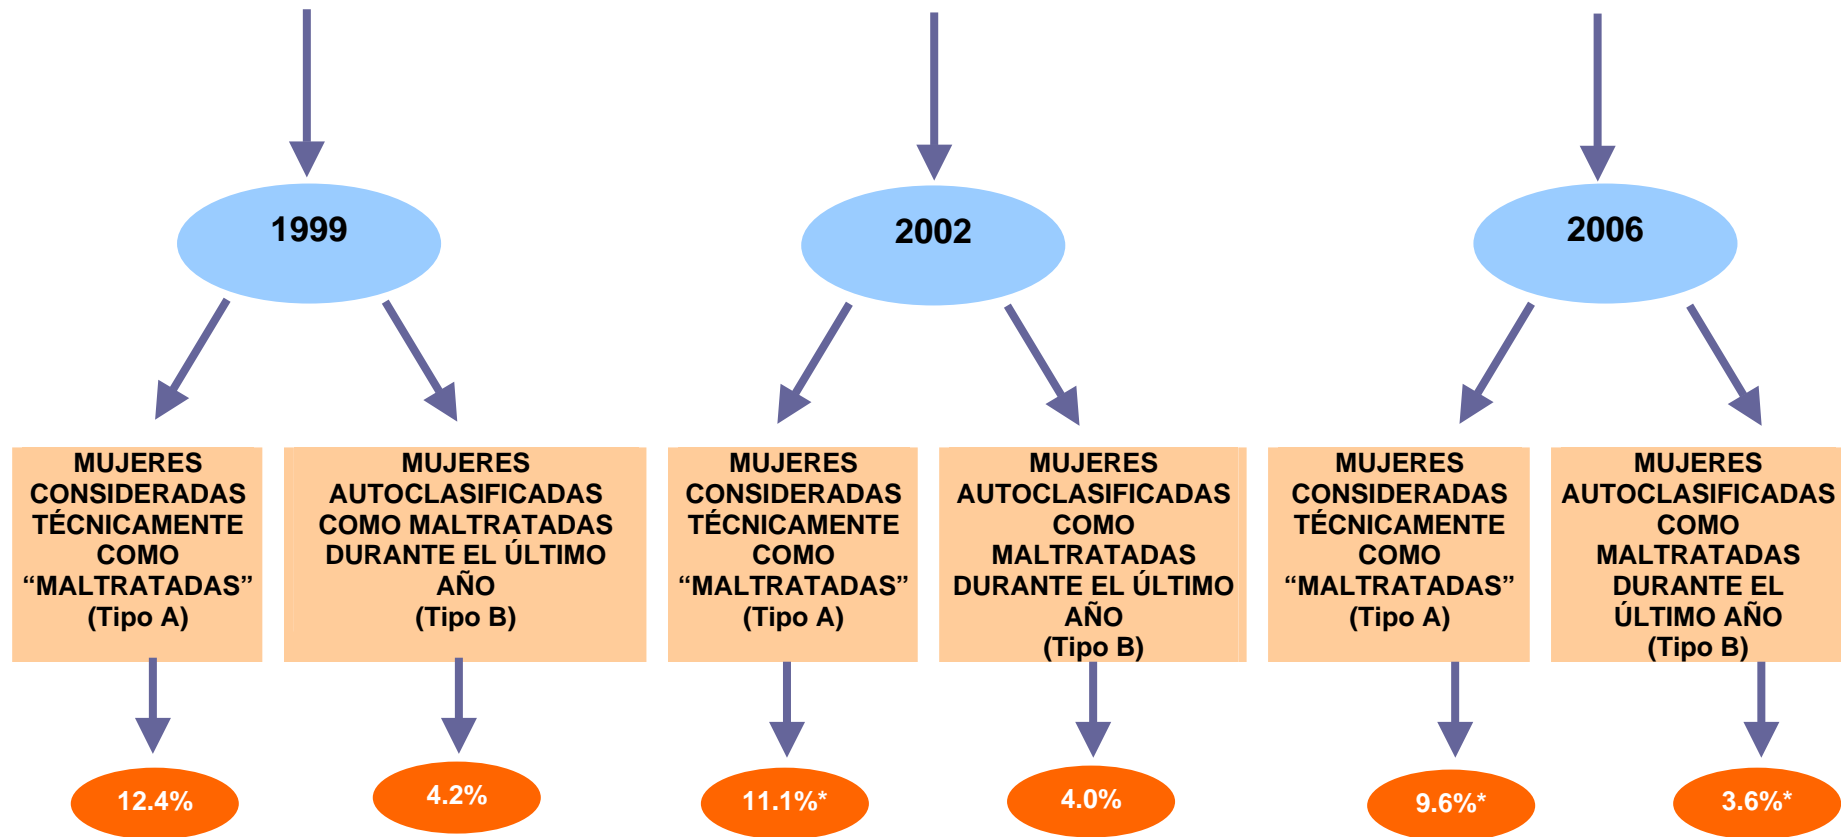 1999
2002
2006
MUJERES
CONSIDERADAS
TÉCNICAMENTE
COMO
“MALTRATADAS”
(Tipo A)
MUJERES
AUTOCLASIFICADAS
COMO MALTRATADAS
DURANTE EL ÚLTIMO
AÑO
(Tipo B)
MUJERES
CONSIDERADAS
TÉCNICAMENTE
COMO
“MALTRATADAS”
(Tipo A)
MUJERES
AUTOCLASIFICADAS
COMO
MALTRATADAS
DURANTE EL ÚLTIMO
AÑO
(Tipo B)
MUJERES
CONSIDERADAS
TÉCNICAMENTE
COMO
“MALTRATADAS”
(Tipo A)
MUJERES
AUTOCLASIFICADAS
COMO
MALTRATADAS
DURANTE EL
ÚLTIMO AÑO
(Tipo B)
12.4%
4.2%
11.1%*
4.0%
9.6%*
3.6%*